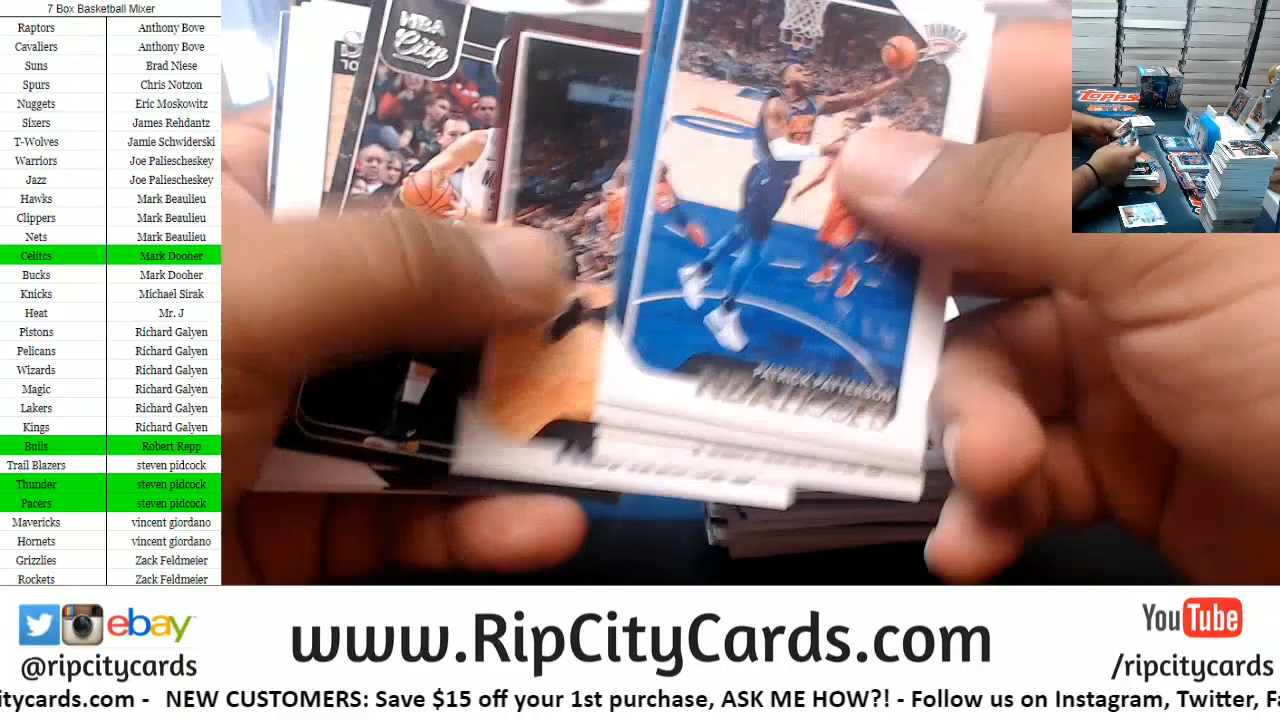 7 Box Basketball Mixer
Raptors Anthony Bove
Cavaliers Anthony Bove
Suns Brad Niese
Spurs Chris Notzon
Nuggets Eric Moskowitz
Sixers James Rehdantz
T-Wolves Jamie Schwiderski
Warriors Joe Paliescheskey
Jazz Joe Paliescheskey
Hawks Mark Beaulieu
Clippers Mark Beaulieu
Nets Mark Beaulieu
Celitcs Mark Dooher
Bucks Mark Dooher
Knicks Michael Sirak
Heat Mr. J
Pistons Richard Galyen
Pelicans Richard Galyen
Wizards Richard Galyen
Magic Richard Galyen
Lakers Richard Galyen
Kings Richard Galyen
Bulls Robert Repp
Trail Blazers steven pidcock
Thunder steven pidcock
Pacers steven pidcock
Mavericks vincent giordano
Hornets vincent giordano
Grizzlies Zack Feldmeier
Rockets Zack Feldmeier
NBA
City
THUNDER
PATRICK PATTERSON
TOPPS
ebay
@ripcitycards
www.RipCityCards.com
YouTube
/ripcitycards
citycards.com - NEW CUSTOMERS: Save $15 off your 1st purchase, ASK ME HOW?! - Follow us on Instagram, Twitter, Fa